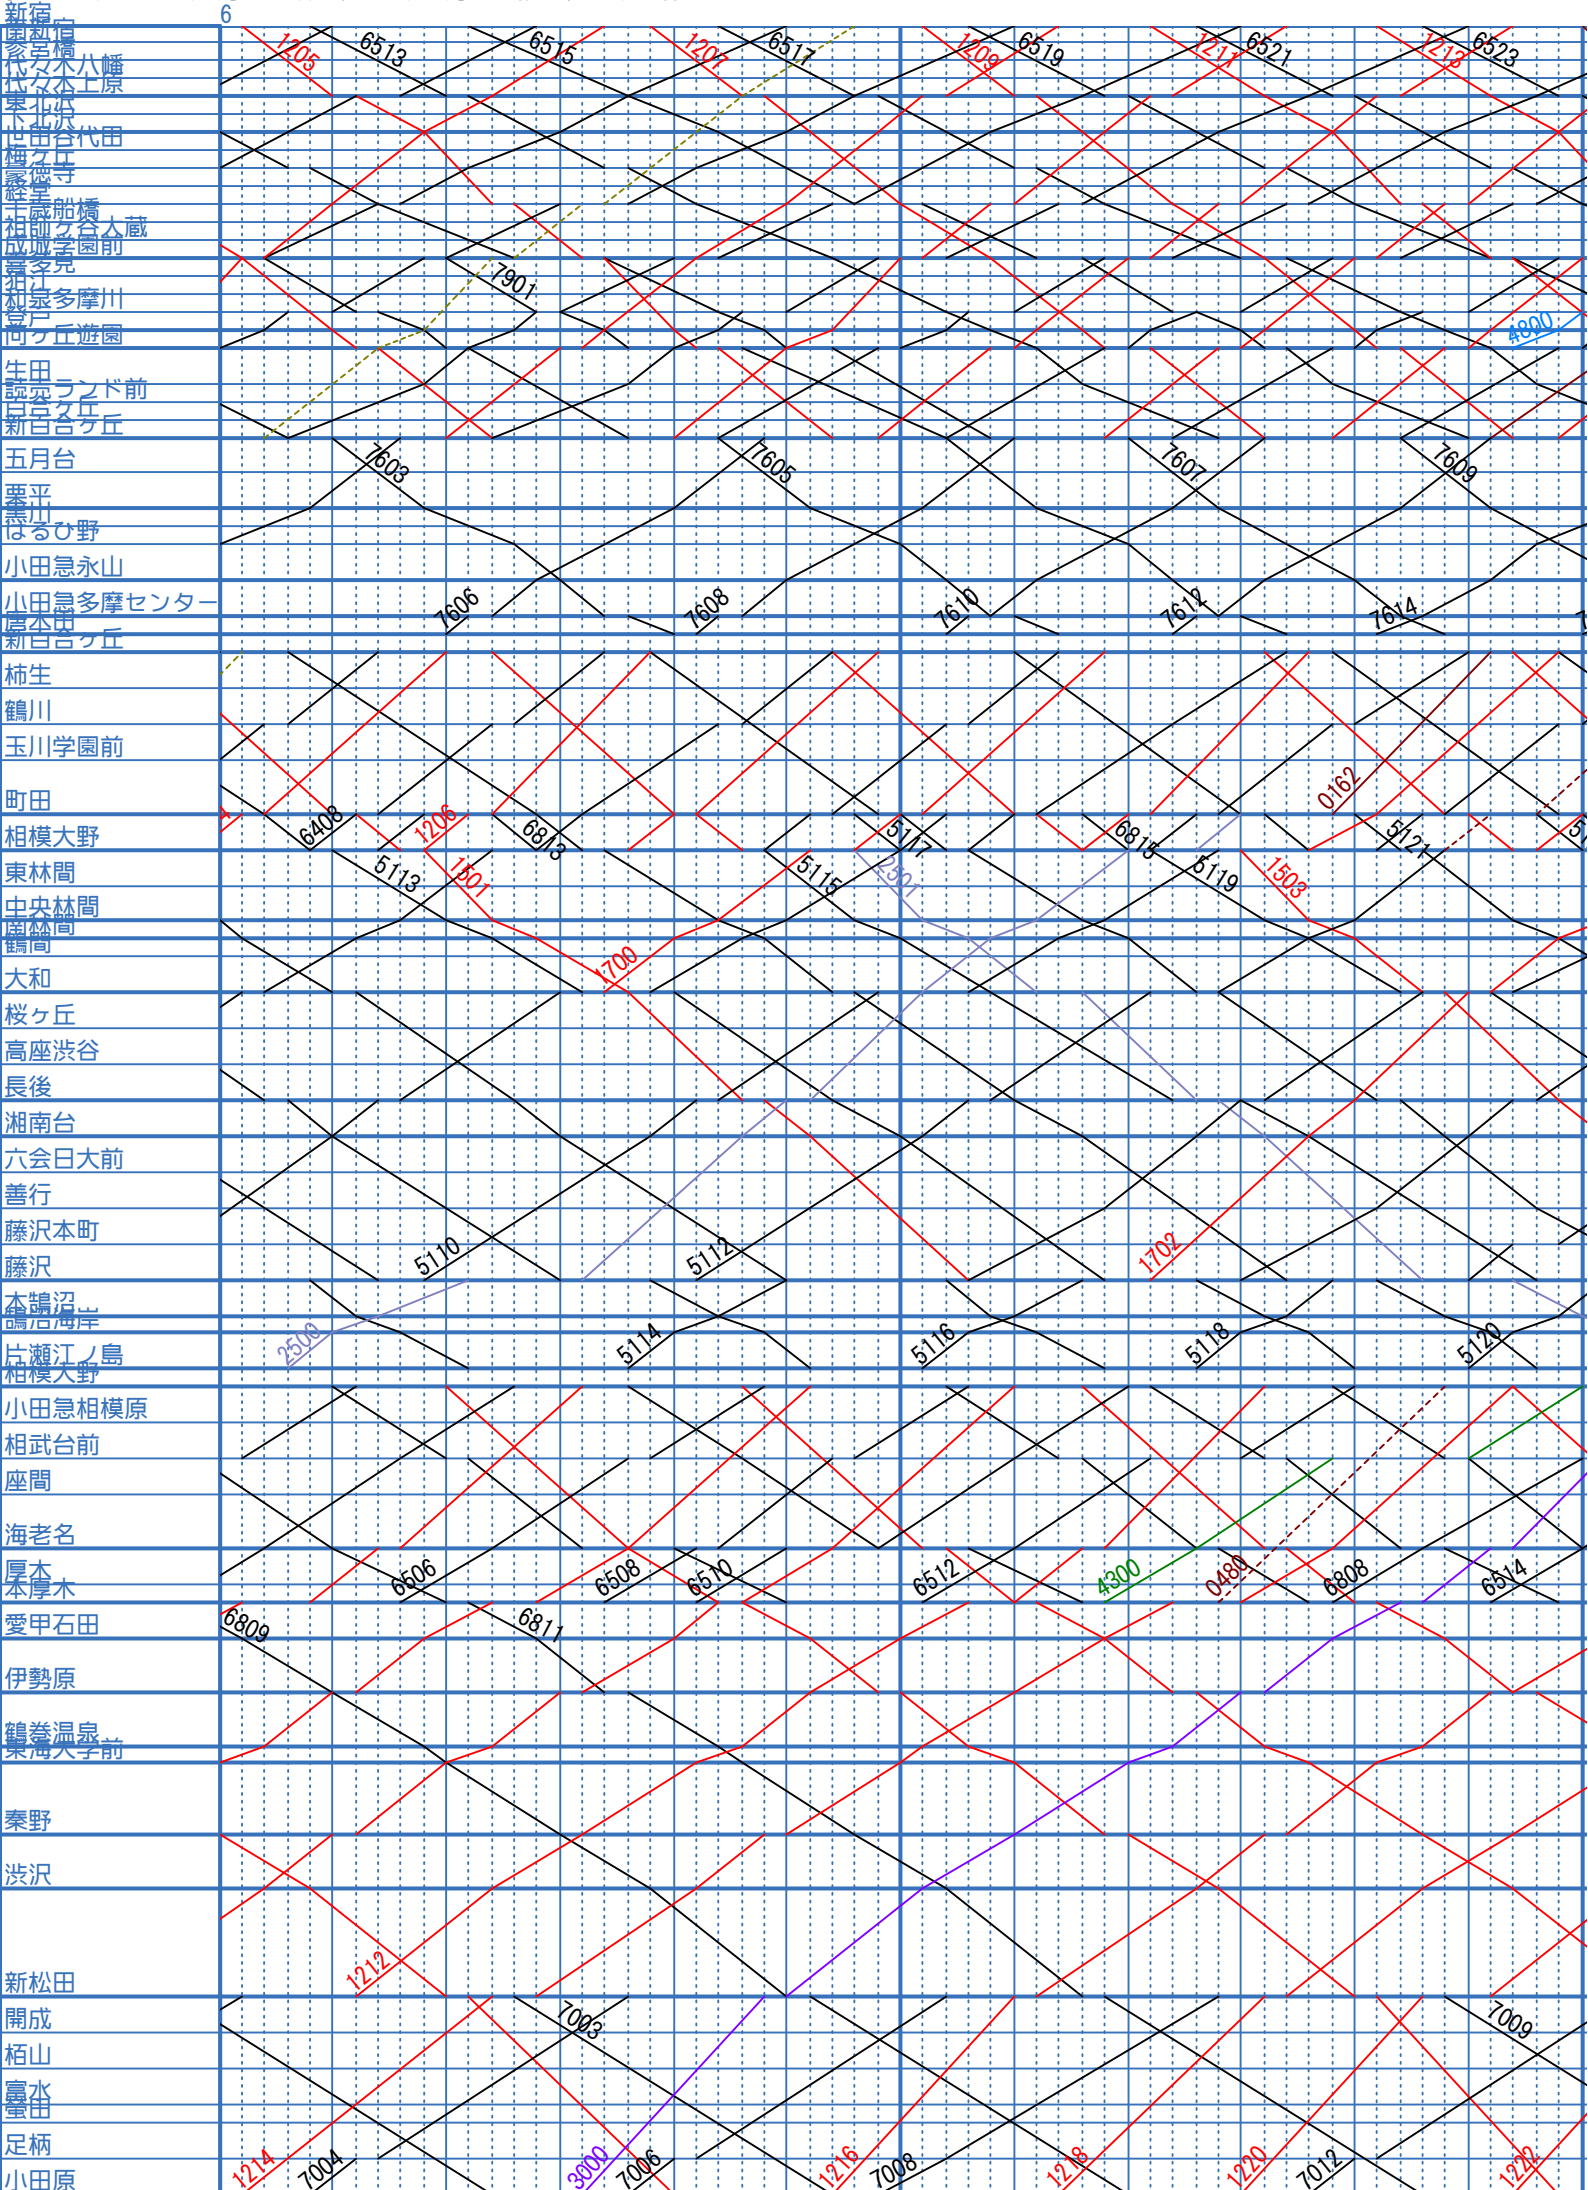 新宿
6
南新宿
参宮橋
代々木八幡
代々木上原
東北沢
下北沢
世田谷代田
梅ヶ丘
豪徳寺
経堂
千歳船橋
祖師ヶ谷大蔵
成城学園前
喜多見
狛江
和泉多摩川
登戸
向ヶ丘遊園
生田
読売ランド前
百合ヶ丘
新百合ヶ丘
五月台
栗平
黒川
はるひ野
小田急永山
小田急多摩センター
唐木田
新百合ヶ丘
柿生
鶴川
玉川学園前
町田
相模大野
東林間
中央林間
南林間
鶴間
大和
桜ヶ丘
高座渋谷
長後
湘南台
六会日大前
善行
藤沢本町
藤沢
本鵠沼
鵠沼海岸
片瀬江ノ島
相模大野
小田急相模原
相武台前
座間
海老名
厚木
本厚木
愛甲石田
伊勢原
鶴巻温泉
東海大学前
秦野
渋沢
新松田
開成
栢山
富水
螢田
足柄
小田原
1205 6513 6515 1207 6517 1209 6519 1211 6521 1213 6523
7901
4800
7603 7605 7607 7609
7606 7608 7610 7612 7614
0162
6408 1206 6813 5117 6815 5121
5113 1501 5115 2501 5119 1503
1700
5110 5112 1702
2500 5114 5116 5118 5120
6506 6508 6510 6512 4300 0480 6808 6514
6809 6811
1212
7003 7009
1214 7004 3000 7006 1216 7008 1218 1220 7012 1222